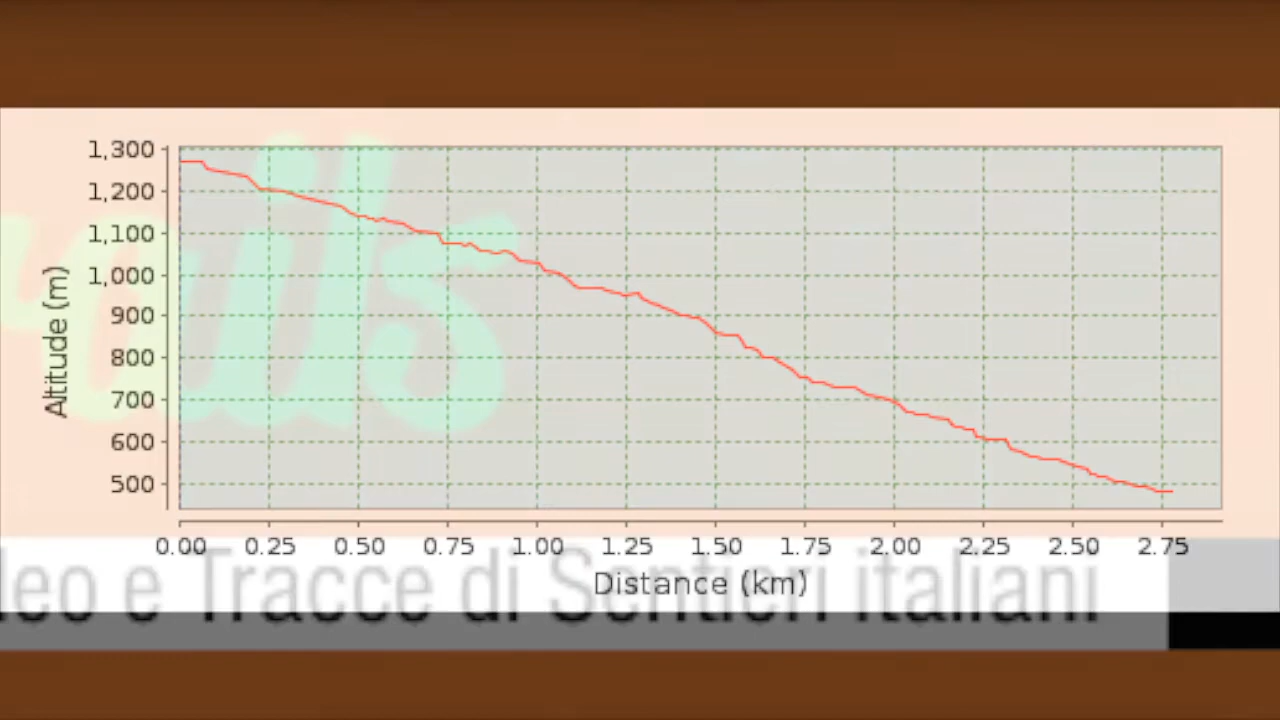 ails
1,300
1,200
1,100
1,000
900
800
700
600
500
Altitude (m)
0.00 0.25 0.50 0.75 1.00 1.25 1.50 1.75 2.00 2.25 2.50 2.75
Distance (km)
deo e Tracce di Sentieri italiani